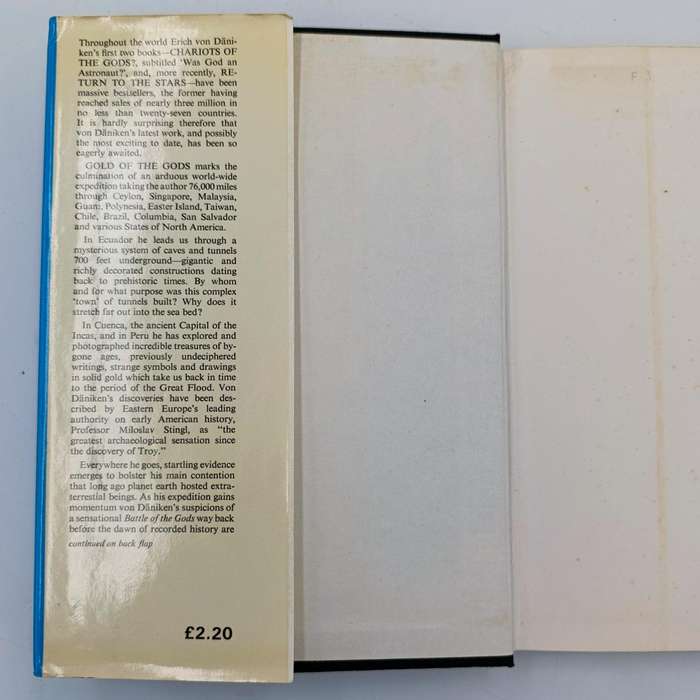 Throughout the world Erich von Däni-
ken's first two books—CHARIOTS OF
THE GODS?, subtitled 'Was God an
Astronaut?', and, more recently, RE-
TURN TO THE STARS—have been
massive bestsellers, the former having
reached sales of nearly three million in
no less than twenty-seven countries.
It is hardly surprising therefore that
von Däniken's latest work, and possibly
the most exciting to date, has been so
eagerly awaited.
GOLD OF THE GODS marks the
culmination of an arduous world-wide
expedition taking the author 76,000 miles
through Ceylon, Singapore, Malaysia,
Guam, Polynesia, Easter Island, Taiwan,
Chile, Brazil, Columbia, San Salvador
and various States of North America.
In Ecuador he leads us through a
mysterious system of caves and tunnels
700 feet underground—gigantic and
richly decorated constructions dating
back to prehistoric times. By whom
and for what purpose was this complex
'town' of tunnels built? Why does it
stretch far out into the sea bed?
In Cuenca, the ancient Capital of the
Incas, and in Peru he has explored and
photographed incredible treasures of by-
gone ages, previously undeciphered
writings, strange symbols and drawings
in solid gold which take us back in time
to the period of the Great Flood. Von
Däniken's discoveries have been des-
cribed by Eastern Europe's leading
authority on early American history,
Professor Miloslav Stingl, as "the
greatest archaeological sensation since
the discovery of Troy."
Everywhere he goes, startling evidence
emerges to bolster his main contention
that long ago planet earth hosted extra-
terrestial beings. As his expedition gains
momentum von Däniken's suspicions of
a sensational Battle of the Gods way back
before the dawn of recorded history are
continued on back flap
£2.20